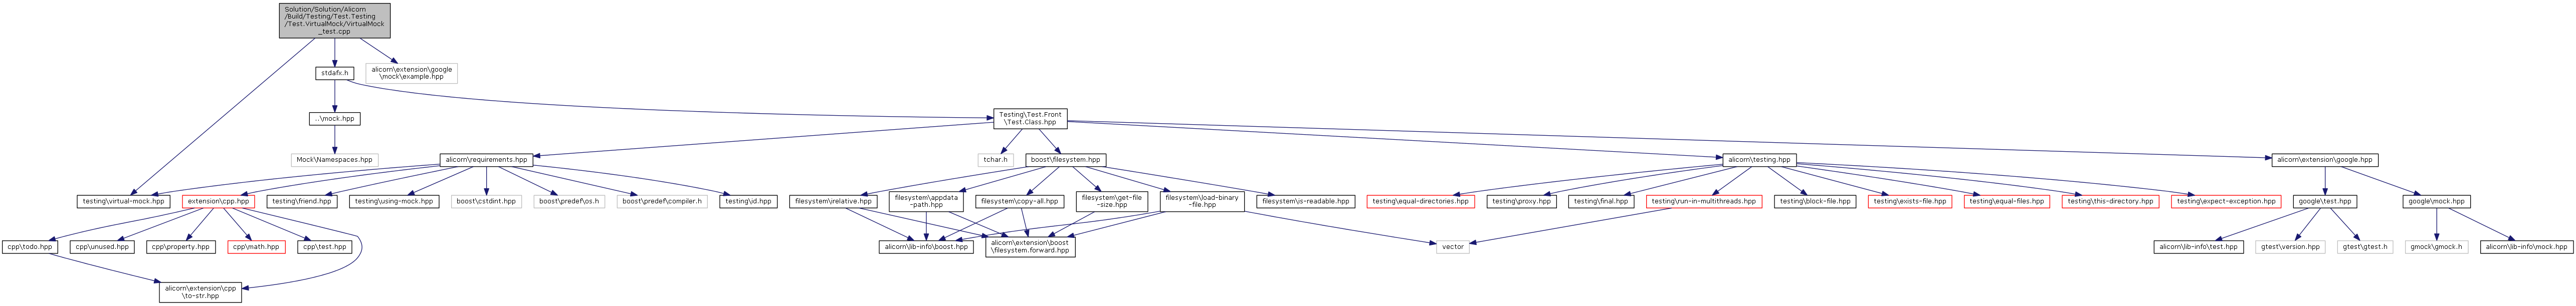 Solution/Solution/Alicorn
/Build/Testing/Test.Testing
/Test.VirtualMock/VirtualMock
_test.cpp
stdafx.h
alicorn\extension\google
\mock\example.hpp
..\mock.hpp
Testing\Test.Front
\Test.Class.hpp
Mock\Namespaces.hpp
alicorn\requirements.hpp
tchar.h
boost\filesystem.hpp
alicorn\testing.hpp
alicorn\extension\google.hpp
testing\virtual-mock.hpp
extension\cpp.hpp
testing\friend.hpp
testing\using-mock.hpp
boost\cstdint.hpp
boost\predef\os.h
boost\predef\compiler.h
testing\id.hpp
filesystem\relative.hpp
filesystem\appdata
-path.hpp
filesystem\copy-all.hpp
filesystem\get-file
-size.hpp
filesystem\load-binary
-file.hpp
filesystem\is-readable.hpp
testing\equal-directories.hpp
testing\proxy.hpp
testing\final.hpp
testing\run-in-multithreads.hpp
testing\block-file.hpp
testing\exists-file.hpp
testing\equal-files.hpp
testing\this-directory.hpp
testing\expect-exception.hpp
google\test.hpp
google\mock.hpp
cpp\todo.hpp
cpp\unused.hpp
cpp\property.hpp
cpp\math.hpp
cpp\test.hpp
alicorn\lib-info\boost.hpp
alicorn\extension\boost
\filesystem.forward.hpp
vector
alicorn\lib-info\test.hpp
gtest\version.hpp
gtest\gtest.h
gmock\gmock.h
alicorn\lib-info\mock.hpp
alicorn\extension\cpp
\to-str.hpp